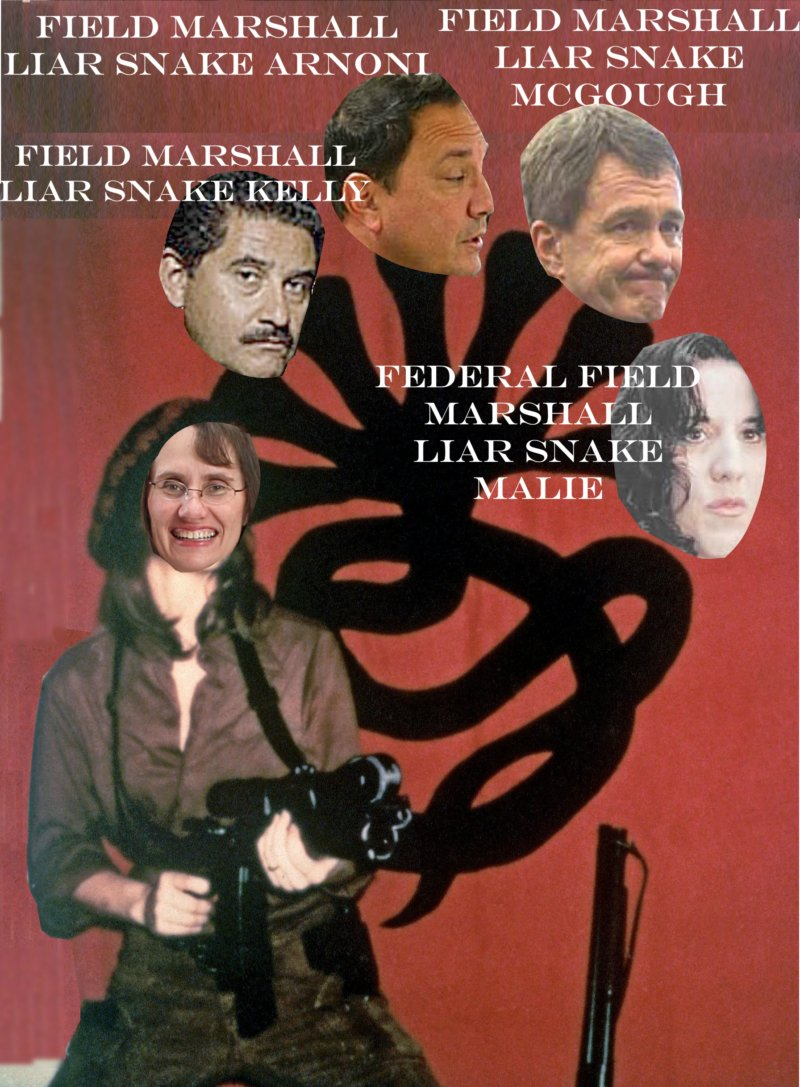 FIELD MARSHALL
LIAR SNAKE ARNONI
FIELD MARSHALL
LIAR SNAKE
MCGOUGH
FIELD MARSHALL
LIAR SNAKE KELLY
FEDERAL FIELD
MARSHALL
LIAR SNAKE
MALIE